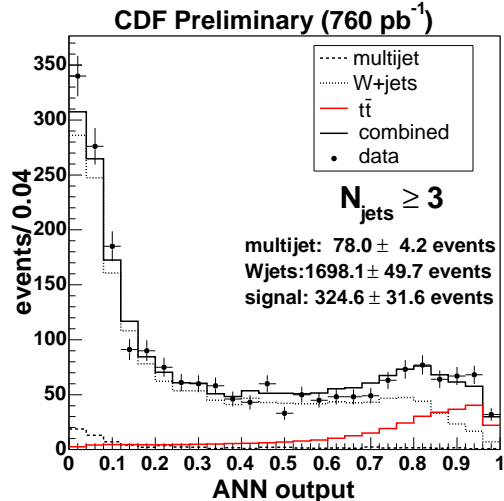 CDF Preliminary (760 pb⁻¹)
multijet
W+jets
tt̄
combined
data
N_jets ≥ 3
multijet: 78.0 ± 4.2 events
Wjets:1698.1 ± 49.7 events
signal: 324.6 ± 31.6 events
events/ 0.04
350
300
250
200
150
100
50
0
0 0.1 0.2 0.3 0.4 0.5 0.6 0.7 0.8 0.9 1
ANN output